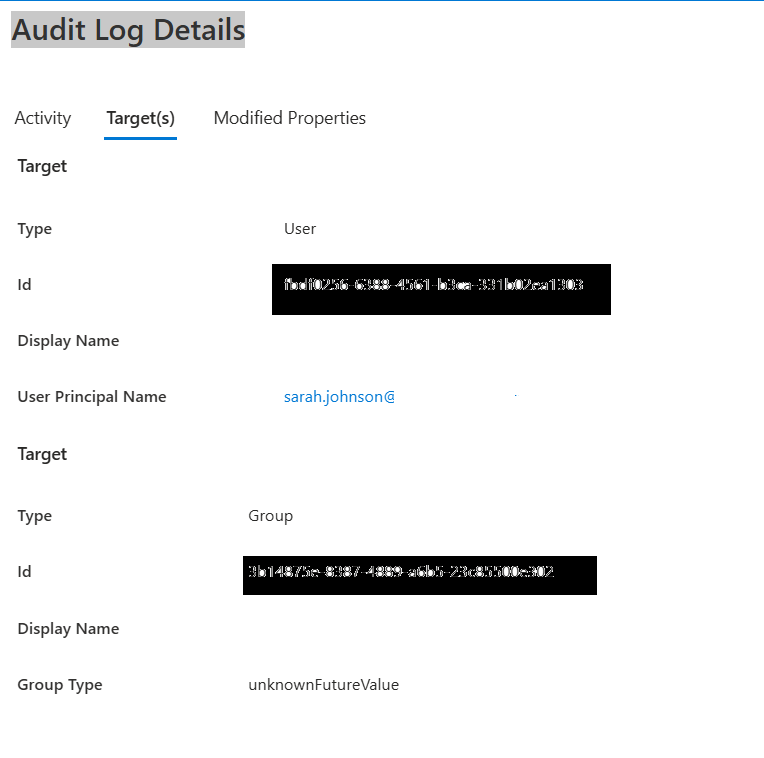 Audit Log Details
Activity Target(s) Modified Properties
Target
Type User
Id
Display Name
User Principal Name sarah.johnson@
Target
Type Group
Id
Display Name
Group Type unknownFutureValue